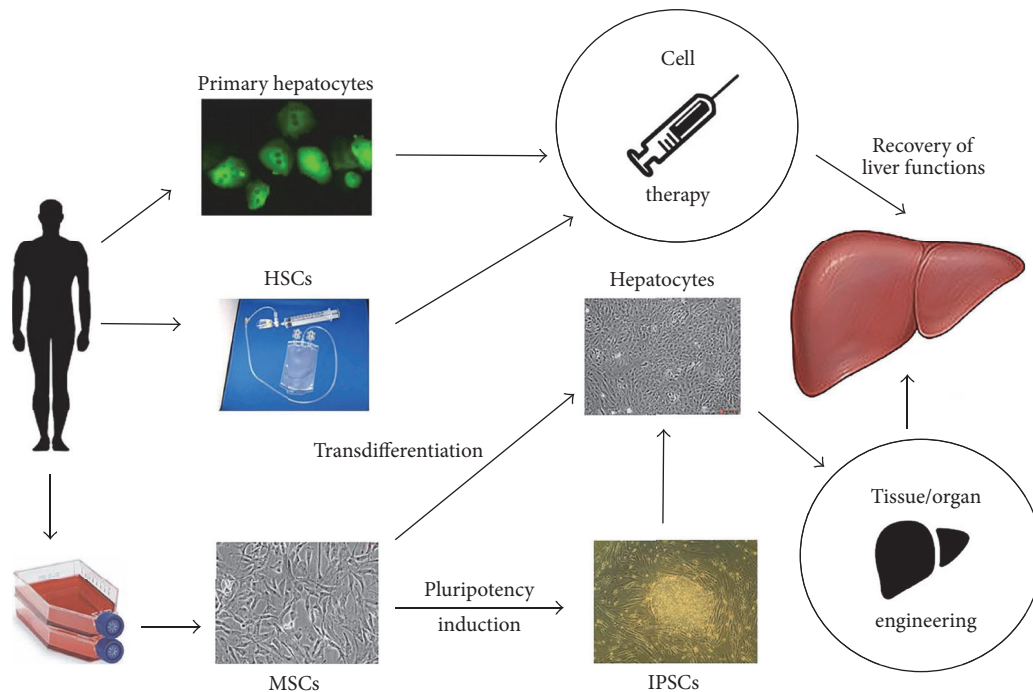 Primary hepatocytes
Cell
therapy
Recovery of
liver functions
HSCs
Hepatocytes
Transdifferentiation
Tissue/organ
engineering
Pluripotency
induction
MSCs
IPSCs